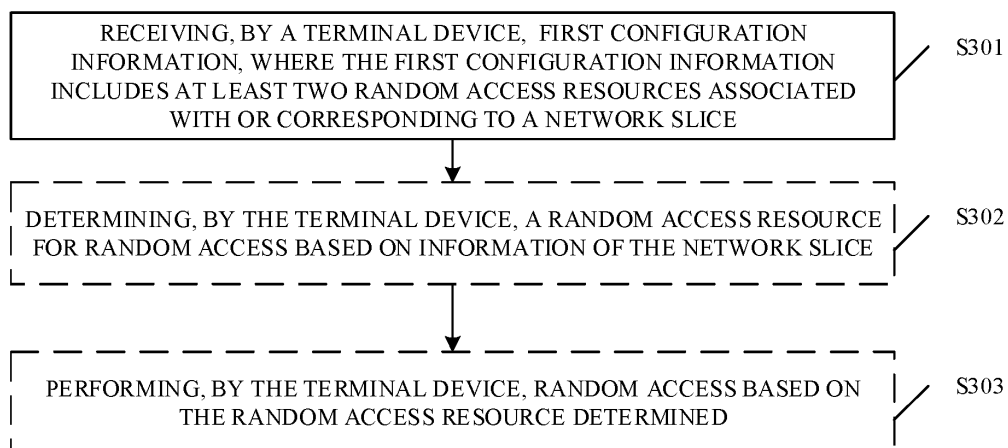 RECEIVING, BY A TERMINAL DEVICE, FIRST CONFIGURATION
INFORMATION, WHERE THE FIRST CONFIGURATION INFORMATION
INCLUDES AT LEAST TWO RANDOM ACCESS RESOURCES ASSOCIATED
WITH OR CORRESPONDING TO A NETWORK SLICE
S301
DETERMINING, BY THE TERMINAL DEVICE, A RANDOM ACCESS RESOURCE
FOR RANDOM ACCESS BASED ON INFORMATION OF THE NETWORK SLICE
S302
PERFORMING, BY THE TERMINAL DEVICE, RANDOM ACCESS BASED ON
THE RANDOM ACCESS RESOURCE DETERMINED
S303